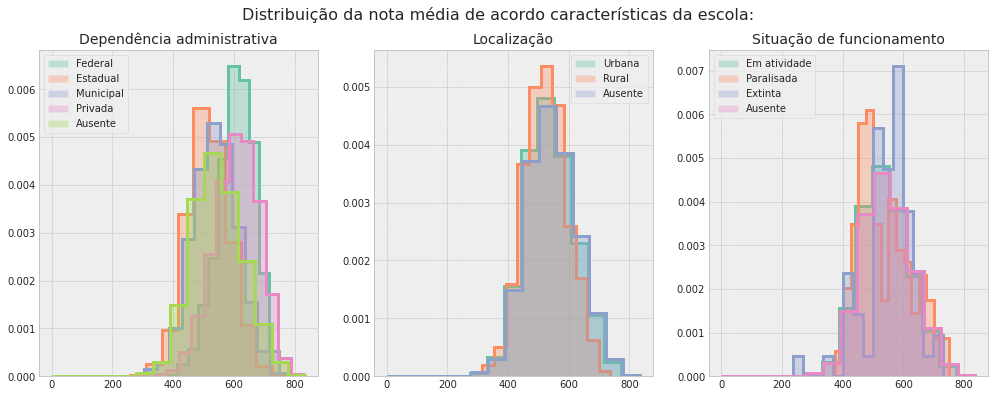 Distribuição da nota média de acordo características da escola:
Dependência administrativa
Federal
Estadual
Municipal
Privada
Ausente
0.006
0.005
0.004
0.003
0.002
0.001
0.000
0 200 400 600 800
Localização
Urbana
Rural
Ausente
0.005
0.004
0.003
0.002
0.001
0.000
0 200 400 600 800
Situação de funcionamento
Em atividade
Paralisada
Extinta
Ausente
0.007
0.006
0.005
0.004
0.003
0.002
0.001
0.000
0 200 400 600 800